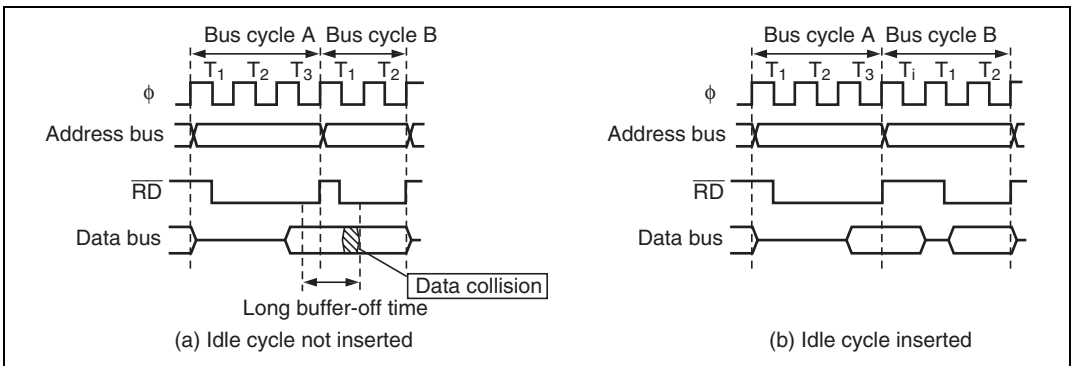 Bus cycle A Bus cycle B
T1 T2 T3 T1 T2
ϕ
Address bus
RD
Data bus
Data collision
Long buffer-off time
(a) Idle cycle not inserted
Bus cycle A Bus cycle B
T1 T2 T3 Ti T1 T2
ϕ
Address bus
RD
Data bus
(b) Idle cycle inserted